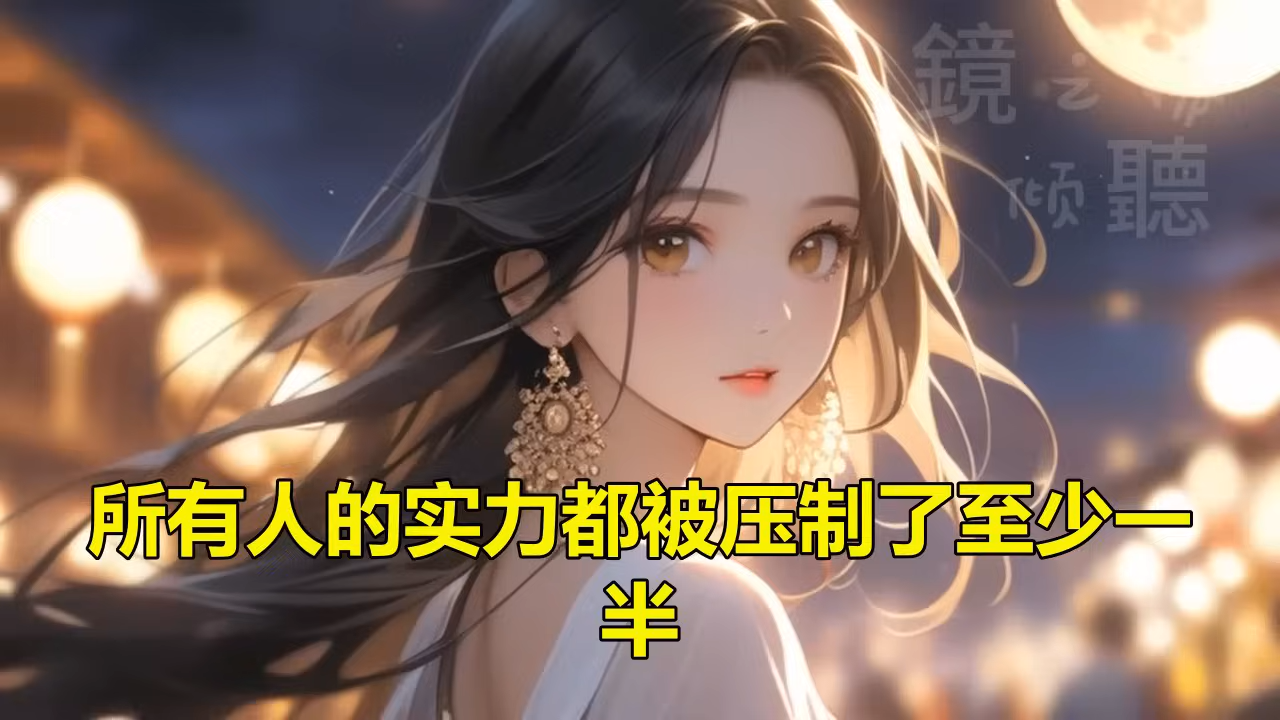 鏡之
倾聽
所有人的实力都被压制了至少一
半